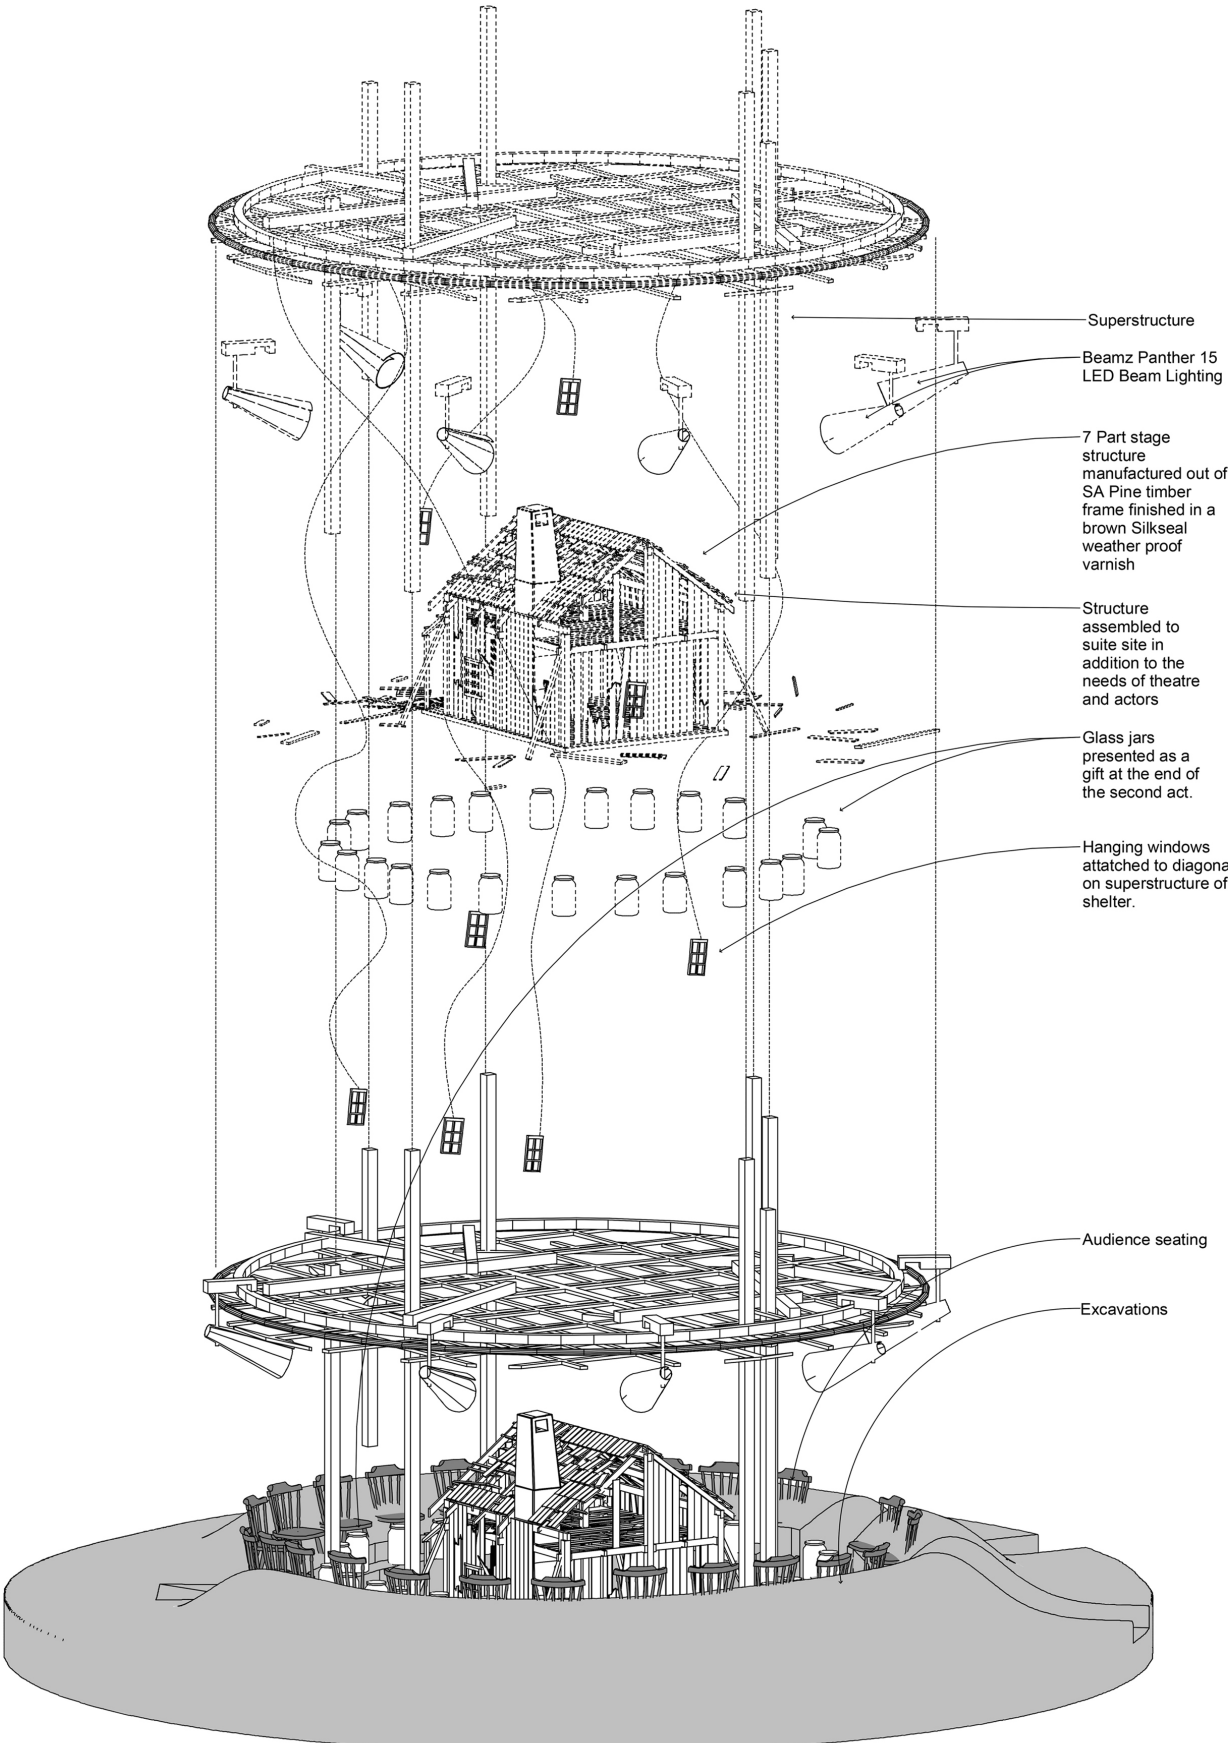 Superstructure
Beamz Panther 15
LED Beam Lighting
7 Part stage
structure
manufactured out of
SA Pine timber
frame finished in a
brown Silkseal
weather proof
varnish
Structure
assembled to
suite site in
addition to the
needs of theatre
and actors
Glass jars
presented as a
gift at the end of
the second act.
Hanging windows
attatched to diagona
on superstructure of
shelter.
Audience seating
Excavations